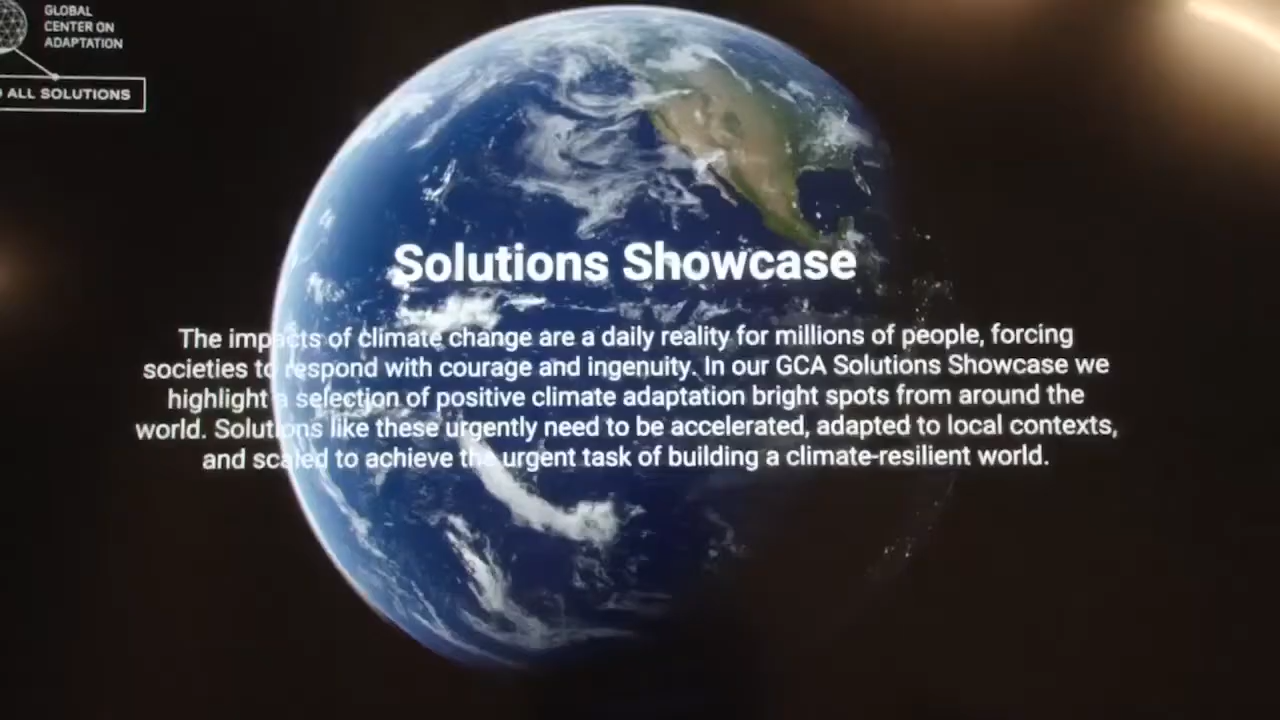 GLOBAL
CENTER ON
ADAPTATION
ALL SOLUTIONS
Solutions Showcase
The impacts of climate change are a daily reality for millions of people, forcing
societies to respond with courage and ingenuity. In our GCA Solutions Showcase we
highlight a selection of positive climate adaptation bright spots from around the
world. Solutions like these urgently need to be accelerated, adapted to local contexts,
and scaled to achieve the urgent task of building a climate-resilient world.